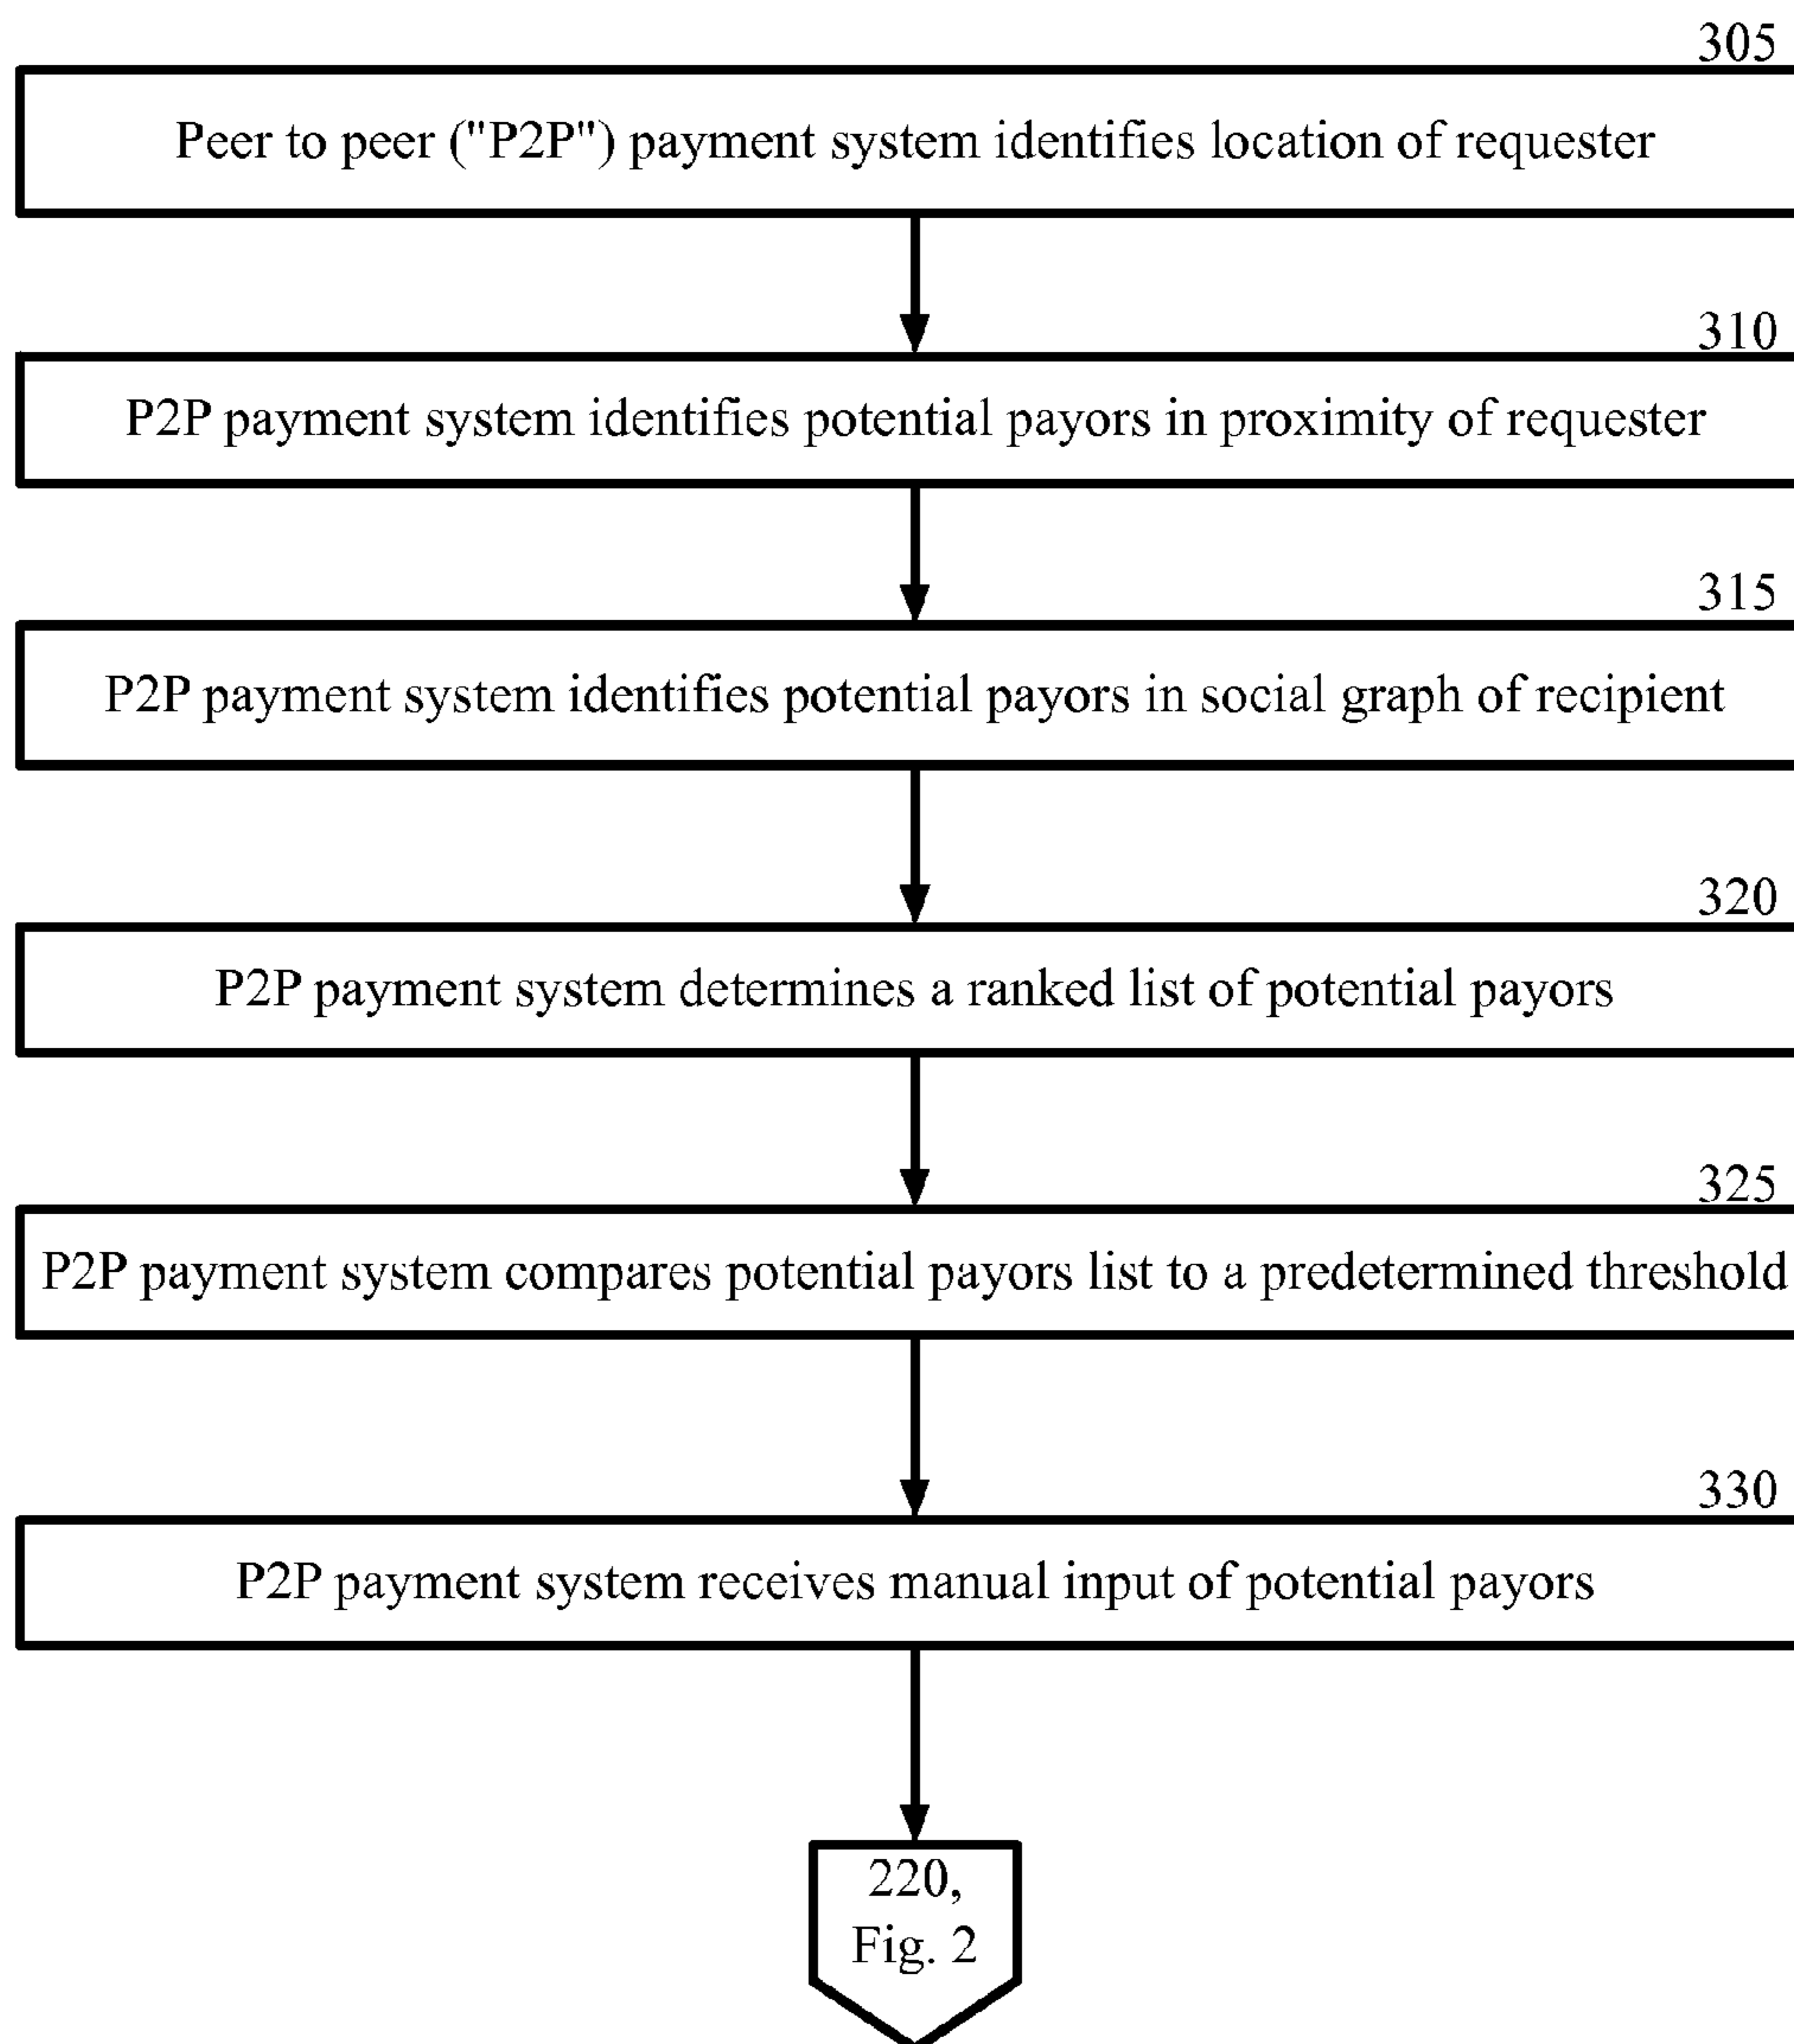 305
Peer to peer ("P2P") payment system identifies location of requester
310
P2P payment system identifies potential payors in proximity of requester
315
P2P payment system identifies potential payors in social graph of recipient
320
P2P payment system determines a ranked list of potential payors
325
P2P payment system compares potential payors list to a predetermined threshold
330
P2P payment system receives manual input of potential payors
220,
Fig. 2